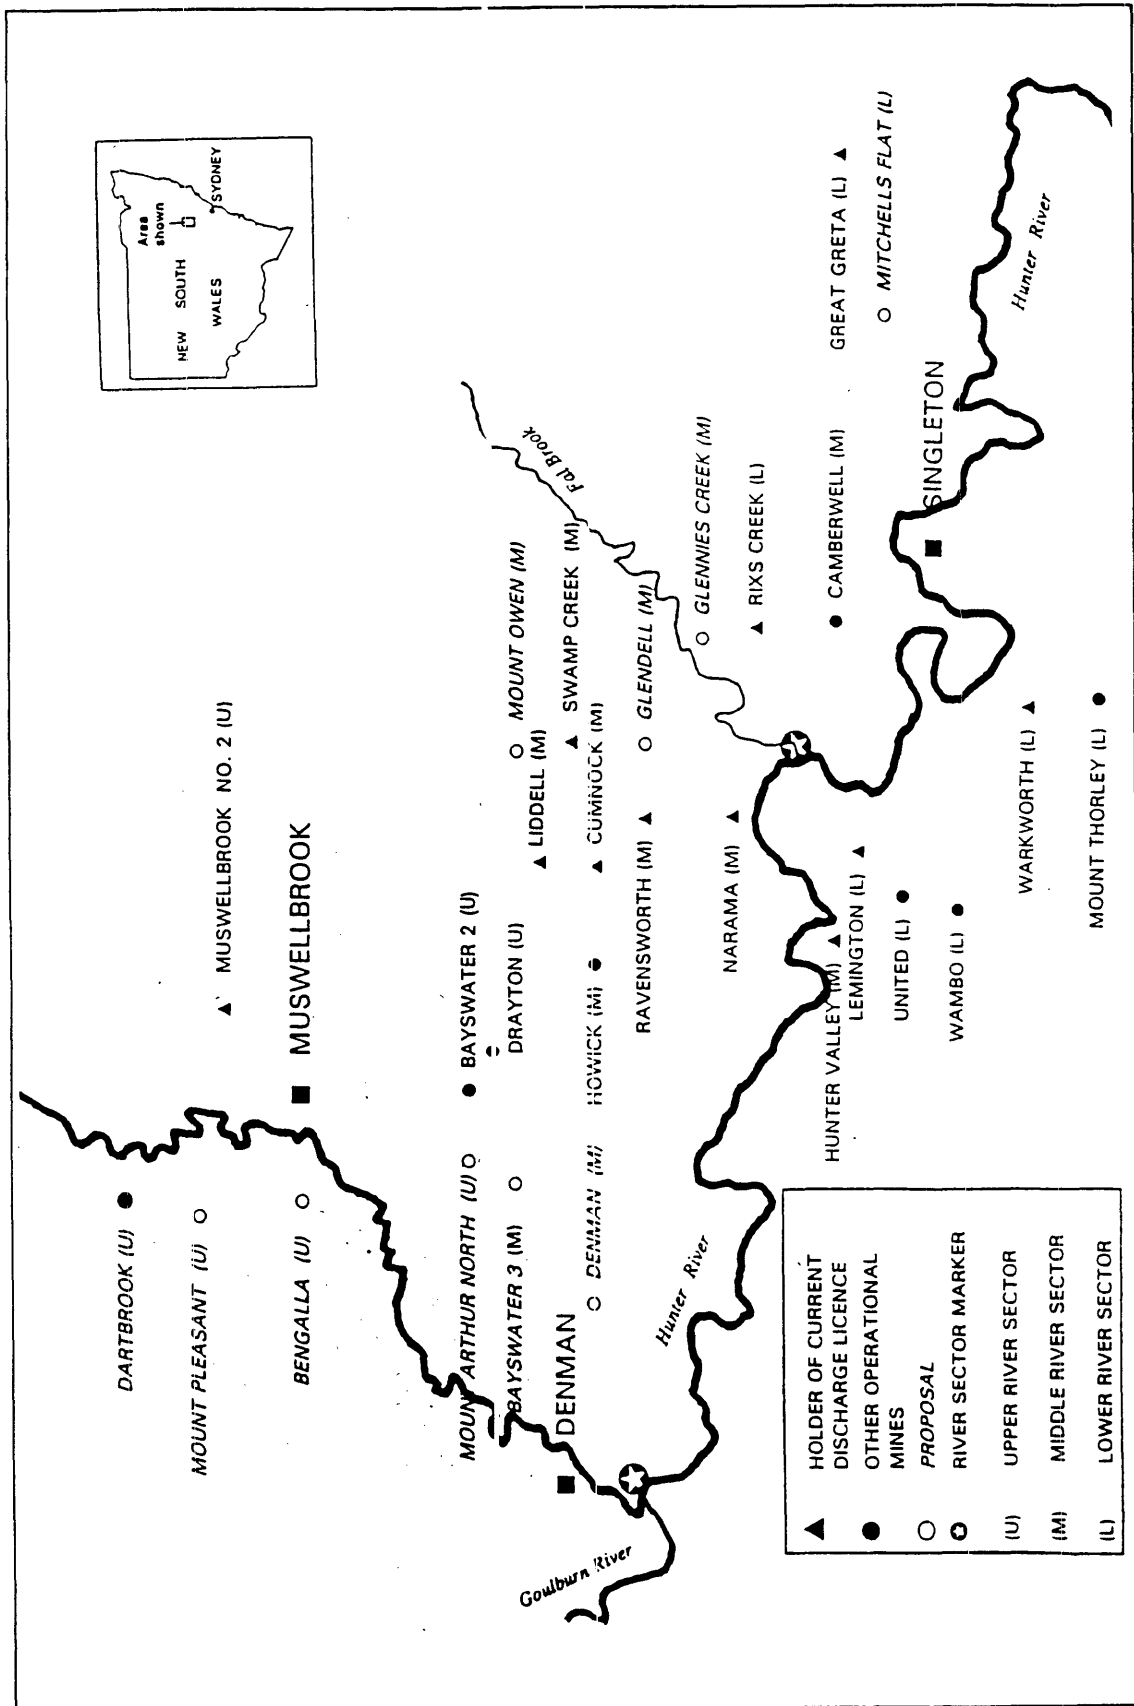 Area
shown
NEW SOUTH
WALES
SYDNEY
MUSWELLBROOK NO. 2 (U)
MUSWELLBROOK
DARTBROOK (U)
MOUNT PLEASANT (U)
BENGALLA (U)
Fal Brook
BAYSWATER 2 (U)
MOUNT ARTHUR NORTH (U)
DRAYTON (U)
BAYSWATER 3 (M)
MOUNT OWEN (M)
LIDDELL (M)
SWAMP CREEK (M)
CUMNOCK (M)
HOWICK (M)
DENMAN (M)
DENMAN
RAVENSWORTH (M)
GLENDELL (M)
GLENNIES CREEK (M)
RIXS CREEK (L)
NARAMA (M)
CAMBERWELL (M)
GREAT GRETA (L)
MITCHELLS FLAT (L)
HUNTER VALLEY (M)
LEMINGTON (L)
UNITED (L)
WAMBO (L)
SINGLETON
WARKWORTH (L)
MOUNT THORLEY (L)
Hunter River
Hunter River
Goulburn River
HOLDER OF CURRENT
DISCHARGE LICENCE
OTHER OPERATIONAL
MINES
PROPOSAL
RIVER SECTOR MARKER
(U) UPPER RIVER SECTOR
(M) MIDDLE RIVER SECTOR
(L) LOWER RIVER SECTOR